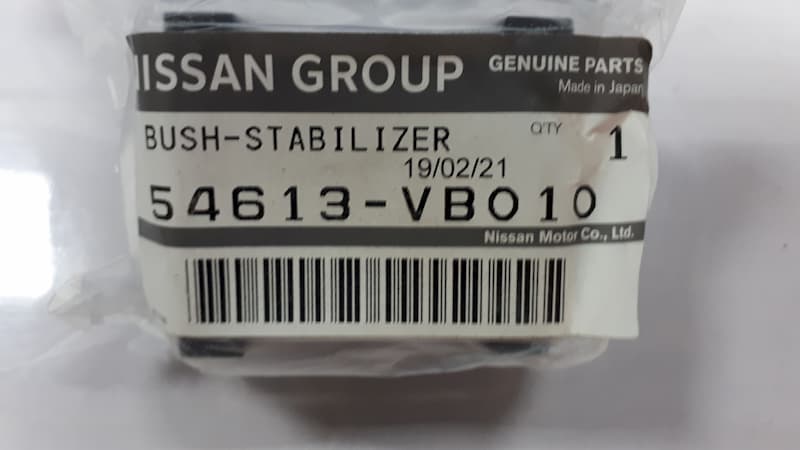 NISSAN GROUP GENUINE PARTS
Made in Japan
BUSH-STABILIZER Q'TY 1
19/02/21
54613-VB010
Nissan Motor Co., Ltd.